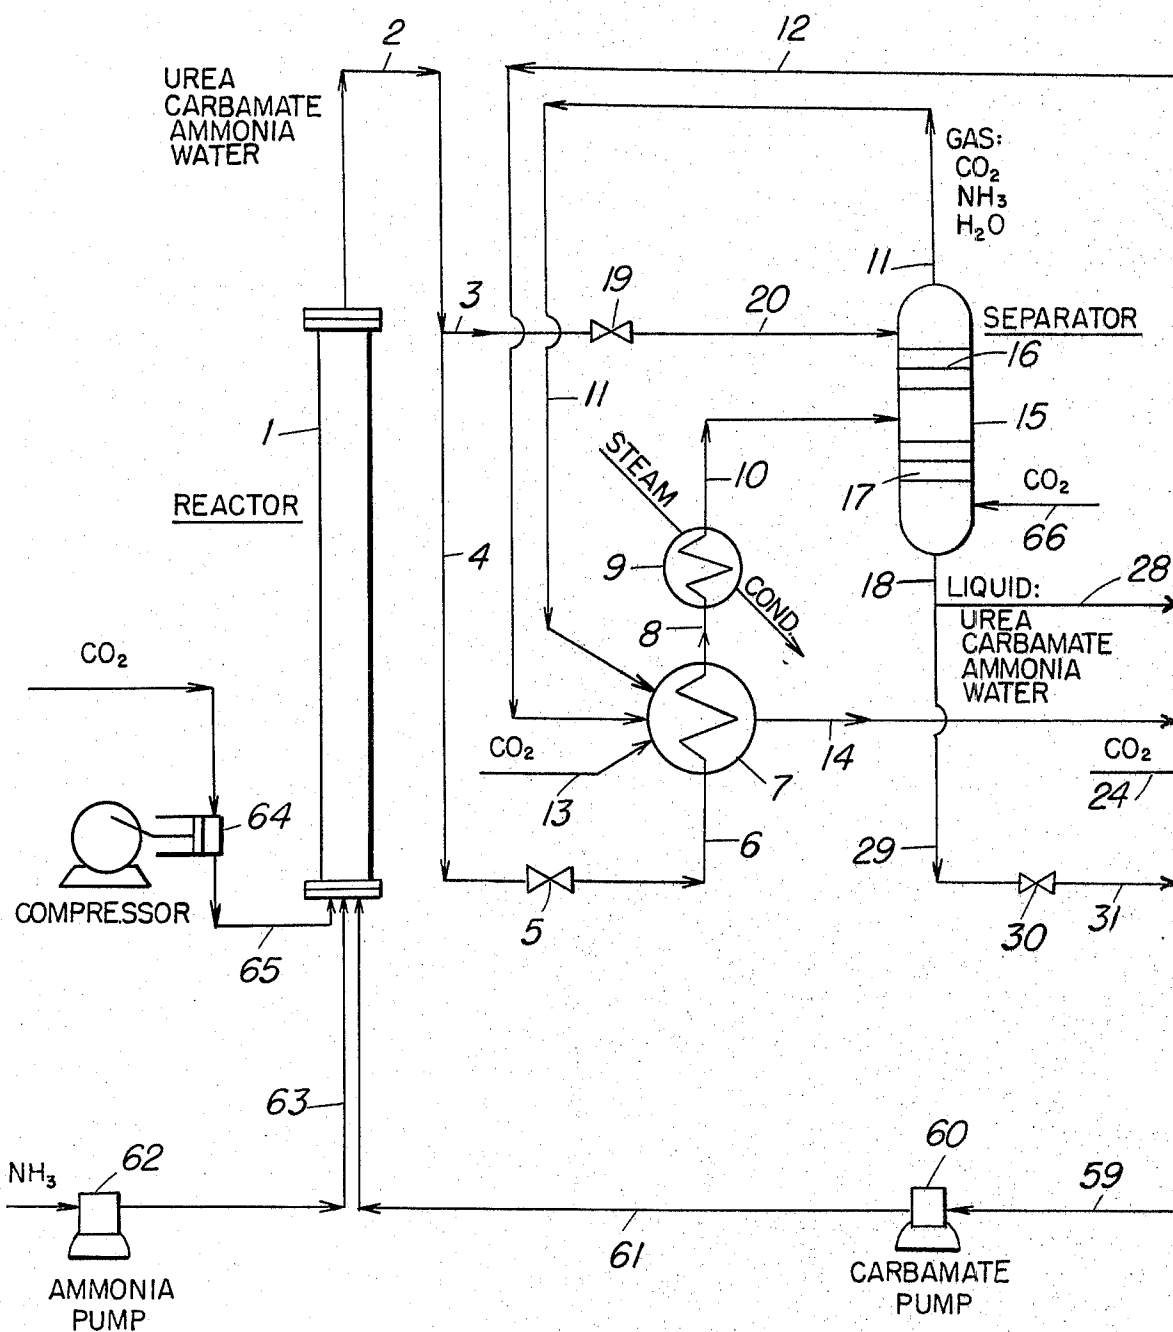 2
12
UREA
CARBAMATE
AMMONIA
WATER
GAS:
CO₂
NH₃
H₂O
11
19
3
20
SEPARATOR
16
11
1
15
STEAM
10
17
CO₂
REACTOR
66
4
9
18
LIQUID:
28
COND.
8
UREA
CARBAMATE
AMMONIA
WATER
CO₂
CO₂
14
CO₂
13
7
24
64
6
29
COMPRESSOR
5
30
31
65
63
NH₃
62
60
59
61
AMMONIA
PUMP
CARBAMATE
PUMP